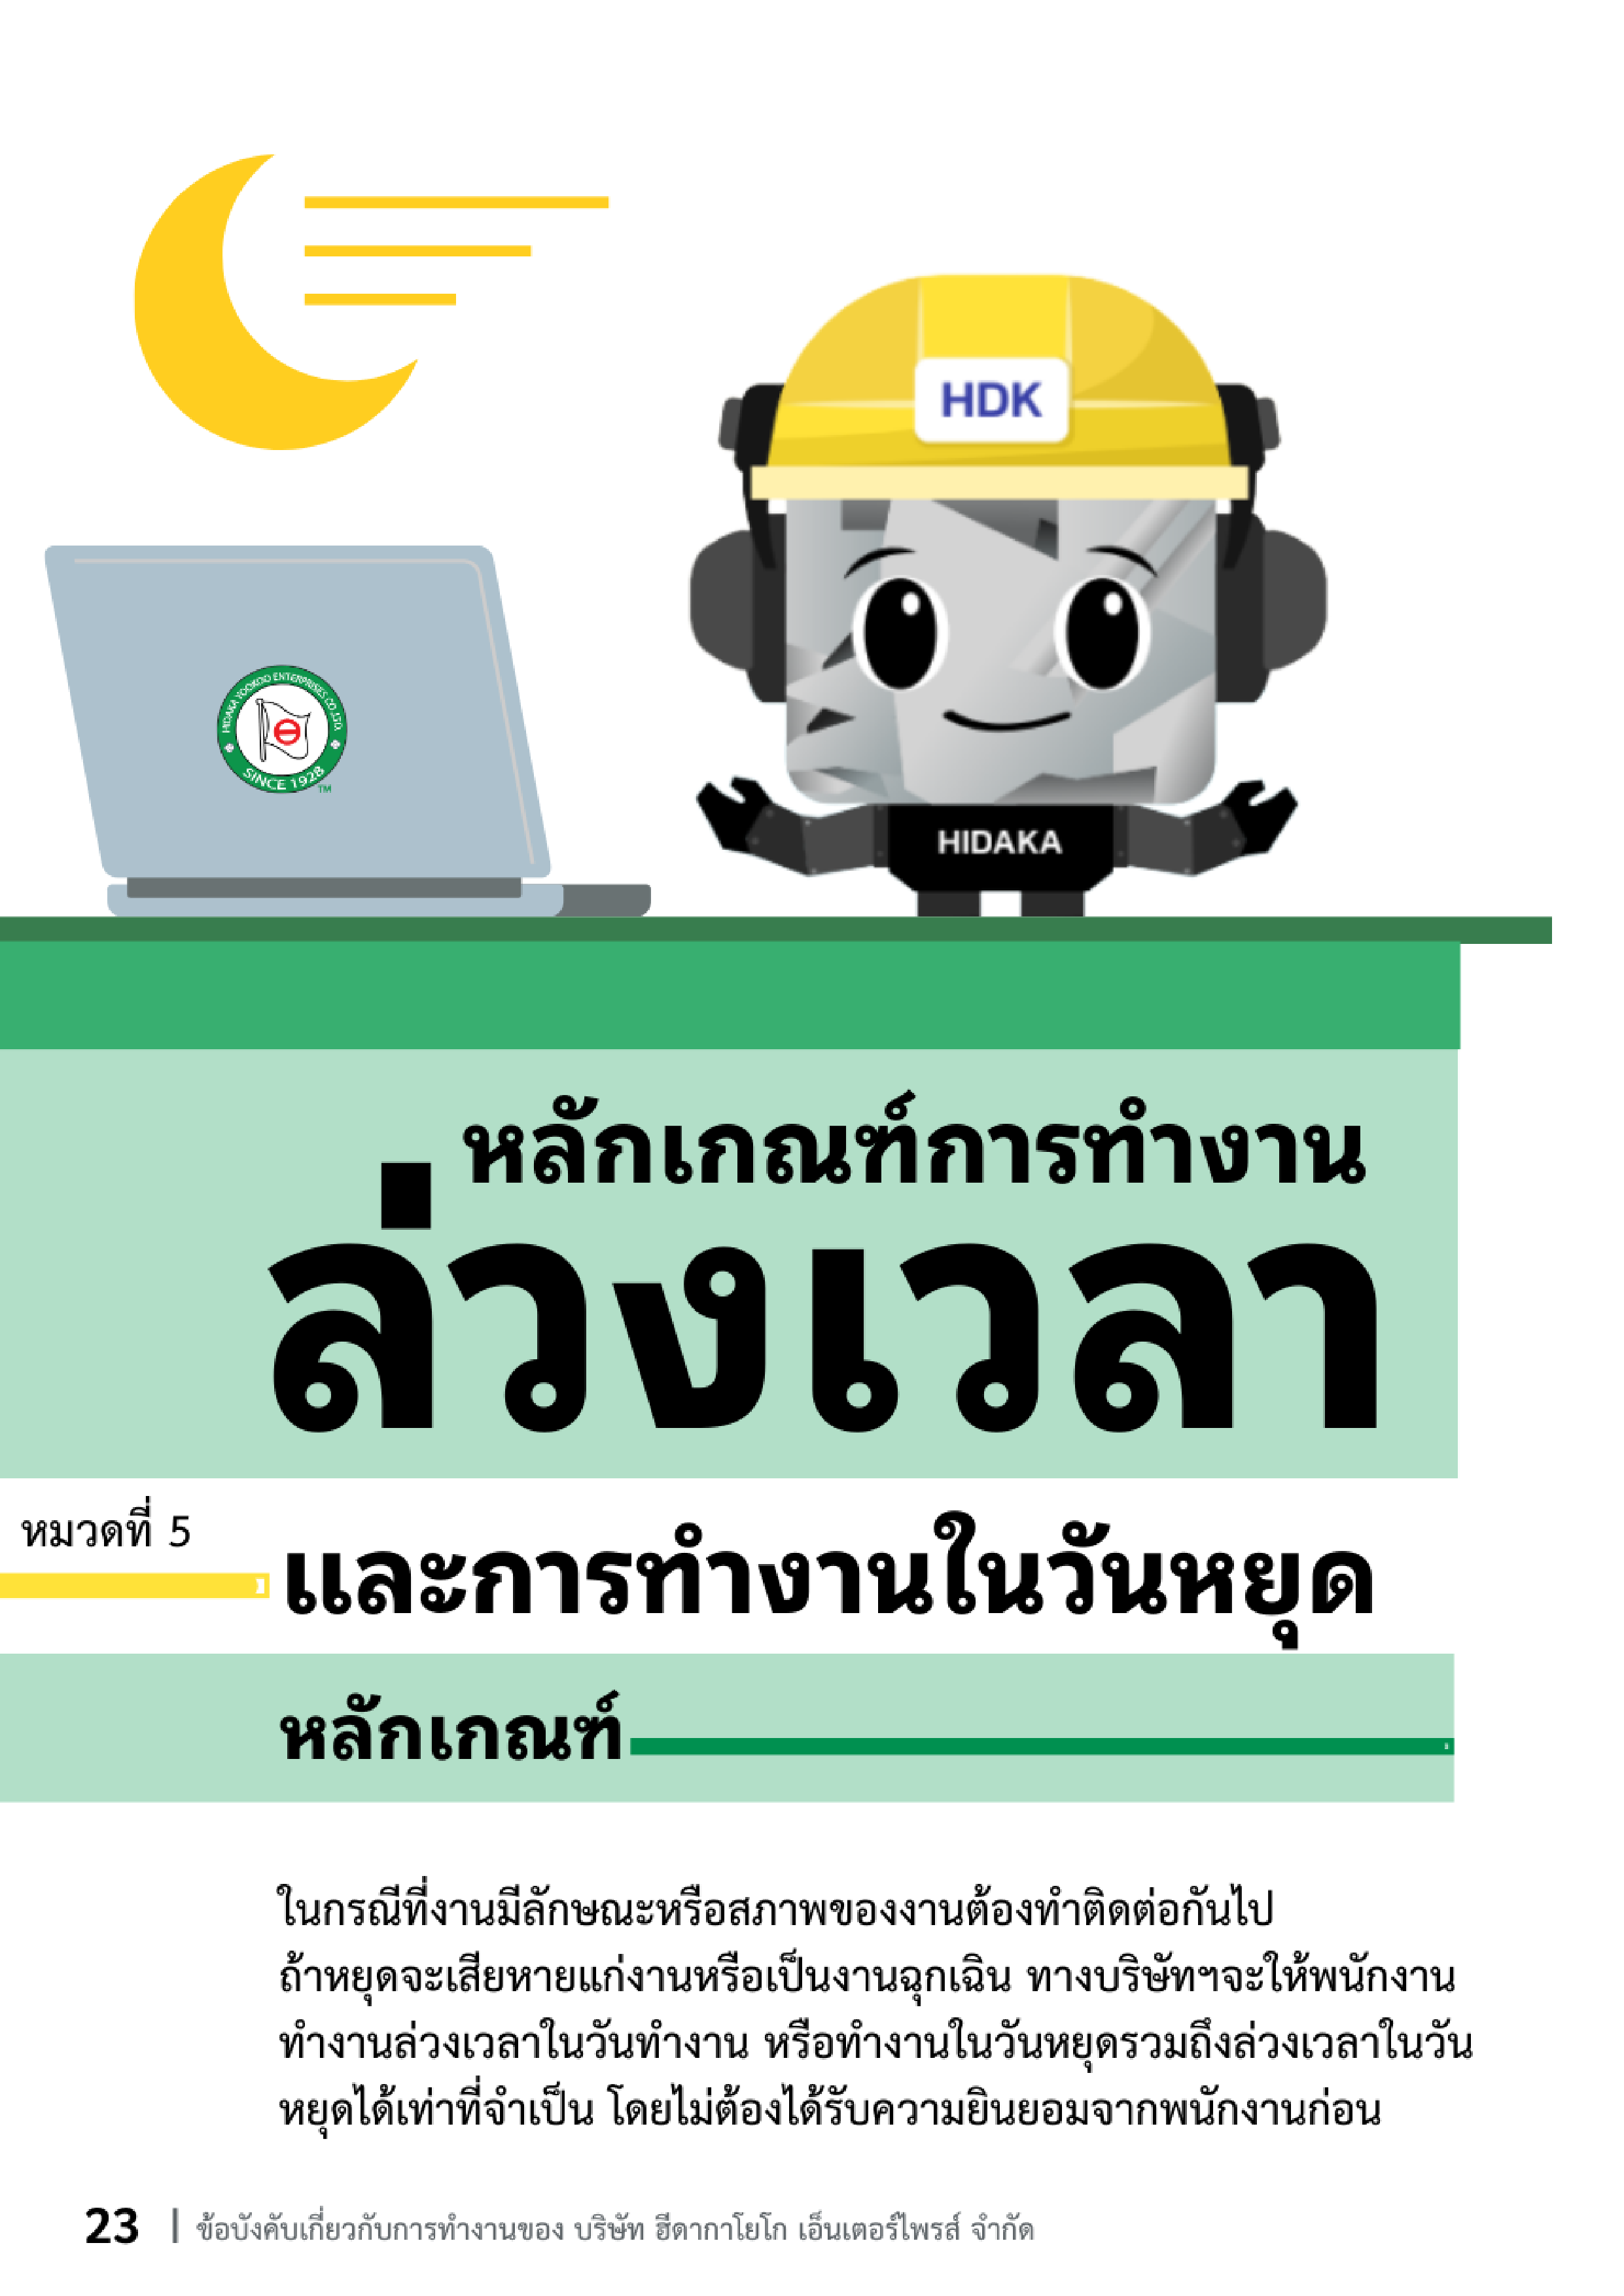 HDK
HIDAKA YOOKOO ENTERPRISES CO.,LTD.
SINCE 1928
TM
HIDAKA
หลักเกณฑ์การทำงาน
ล่วงเวลา
หมวดที่ 5
และการทำงานในวันหยุด
หลักเกณฑ์
ในกรณีที่งานมีลักษณะหรือสภาพของงานต้องทำติดต่อกันไป
ถ้าหยุดจะเสียหายแก่งานหรือเป็นงานฉุกเฉิน ทางบริษัทฯจะให้พนักงาน
ทำงานล่วงเวลาในวันทำงาน หรือทำงานในวันหยุดรวมถึงล่วงเวลาในวัน
หยุดได้เท่าที่จำเป็น โดยไม่ต้องได้รับความยินยอมจากพนักงานก่อน
23 | ข้อบังคับเกี่ยวกับการทำงานของ บริษัท ฮีดากาโยโก เอ็นเตอร์ไพรส์ จำกัด